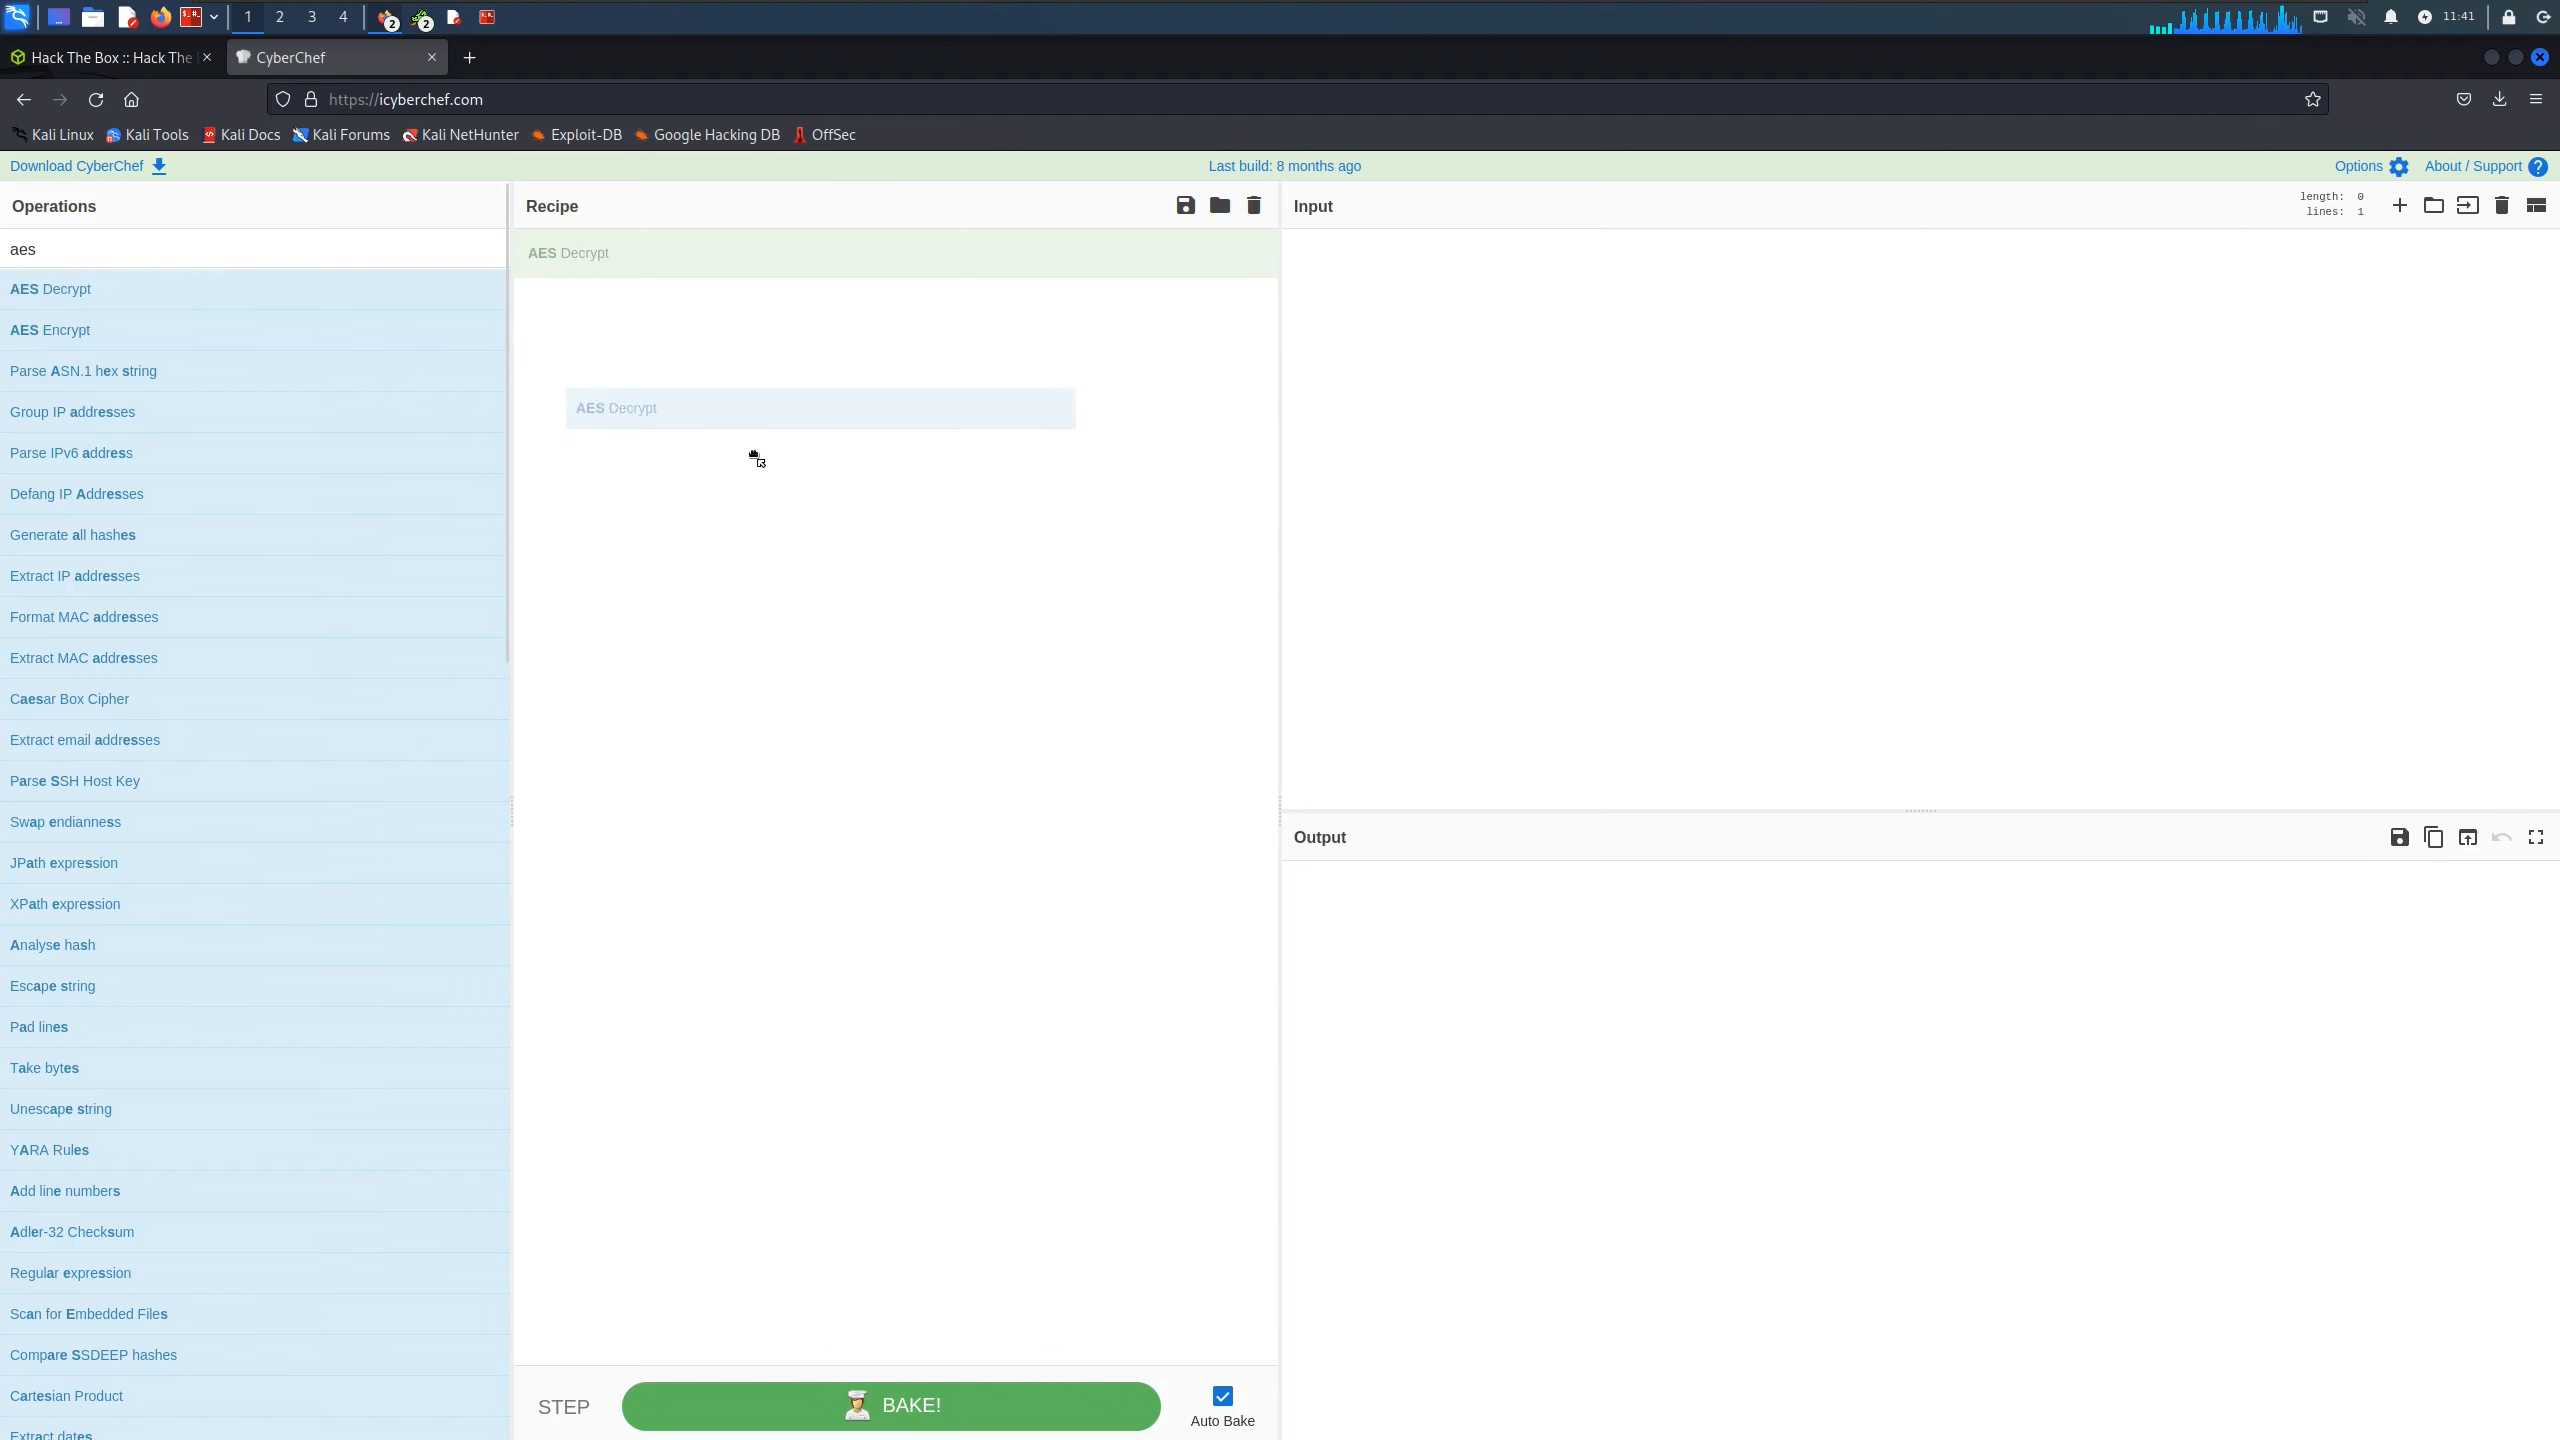 1 2 3 4 2 2 11:41
Hack The Box :: Hack The
CyberChef
https://icyberchef.com
Kali Linux Kali Tools Kali Docs Kali Forums Kali NetHunter Exploit-DB Google Hacking DB OffSec
Download CyberChef Last build: 8 months ago Options About / Support
Operations
aes
AES Decrypt
AES Encrypt
Parse ASN.1 hex string
Group IP addresses
Parse IPv6 address
Defang IP Addresses
Generate all hashes
Extract IP addresses
Format MAC addresses
Extract MAC addresses
Caesar Box Cipher
Extract email addresses
Parse SSH Host Key
Swap endianness
JPath expression
XPath expression
Analyse hash
Escape string
Pad lines
Take bytes
Unescape string
YARA Rules
Add line numbers
Adler-32 Checksum
Regular expression
Scan for Embedded Files
Compare SSDEEP hashes
Cartesian Product
Extract dates
Recipe
AES Decrypt
AES Decrypt
STEP
BAKE!
Auto Bake
Input
length: 0
lines: 1
Output